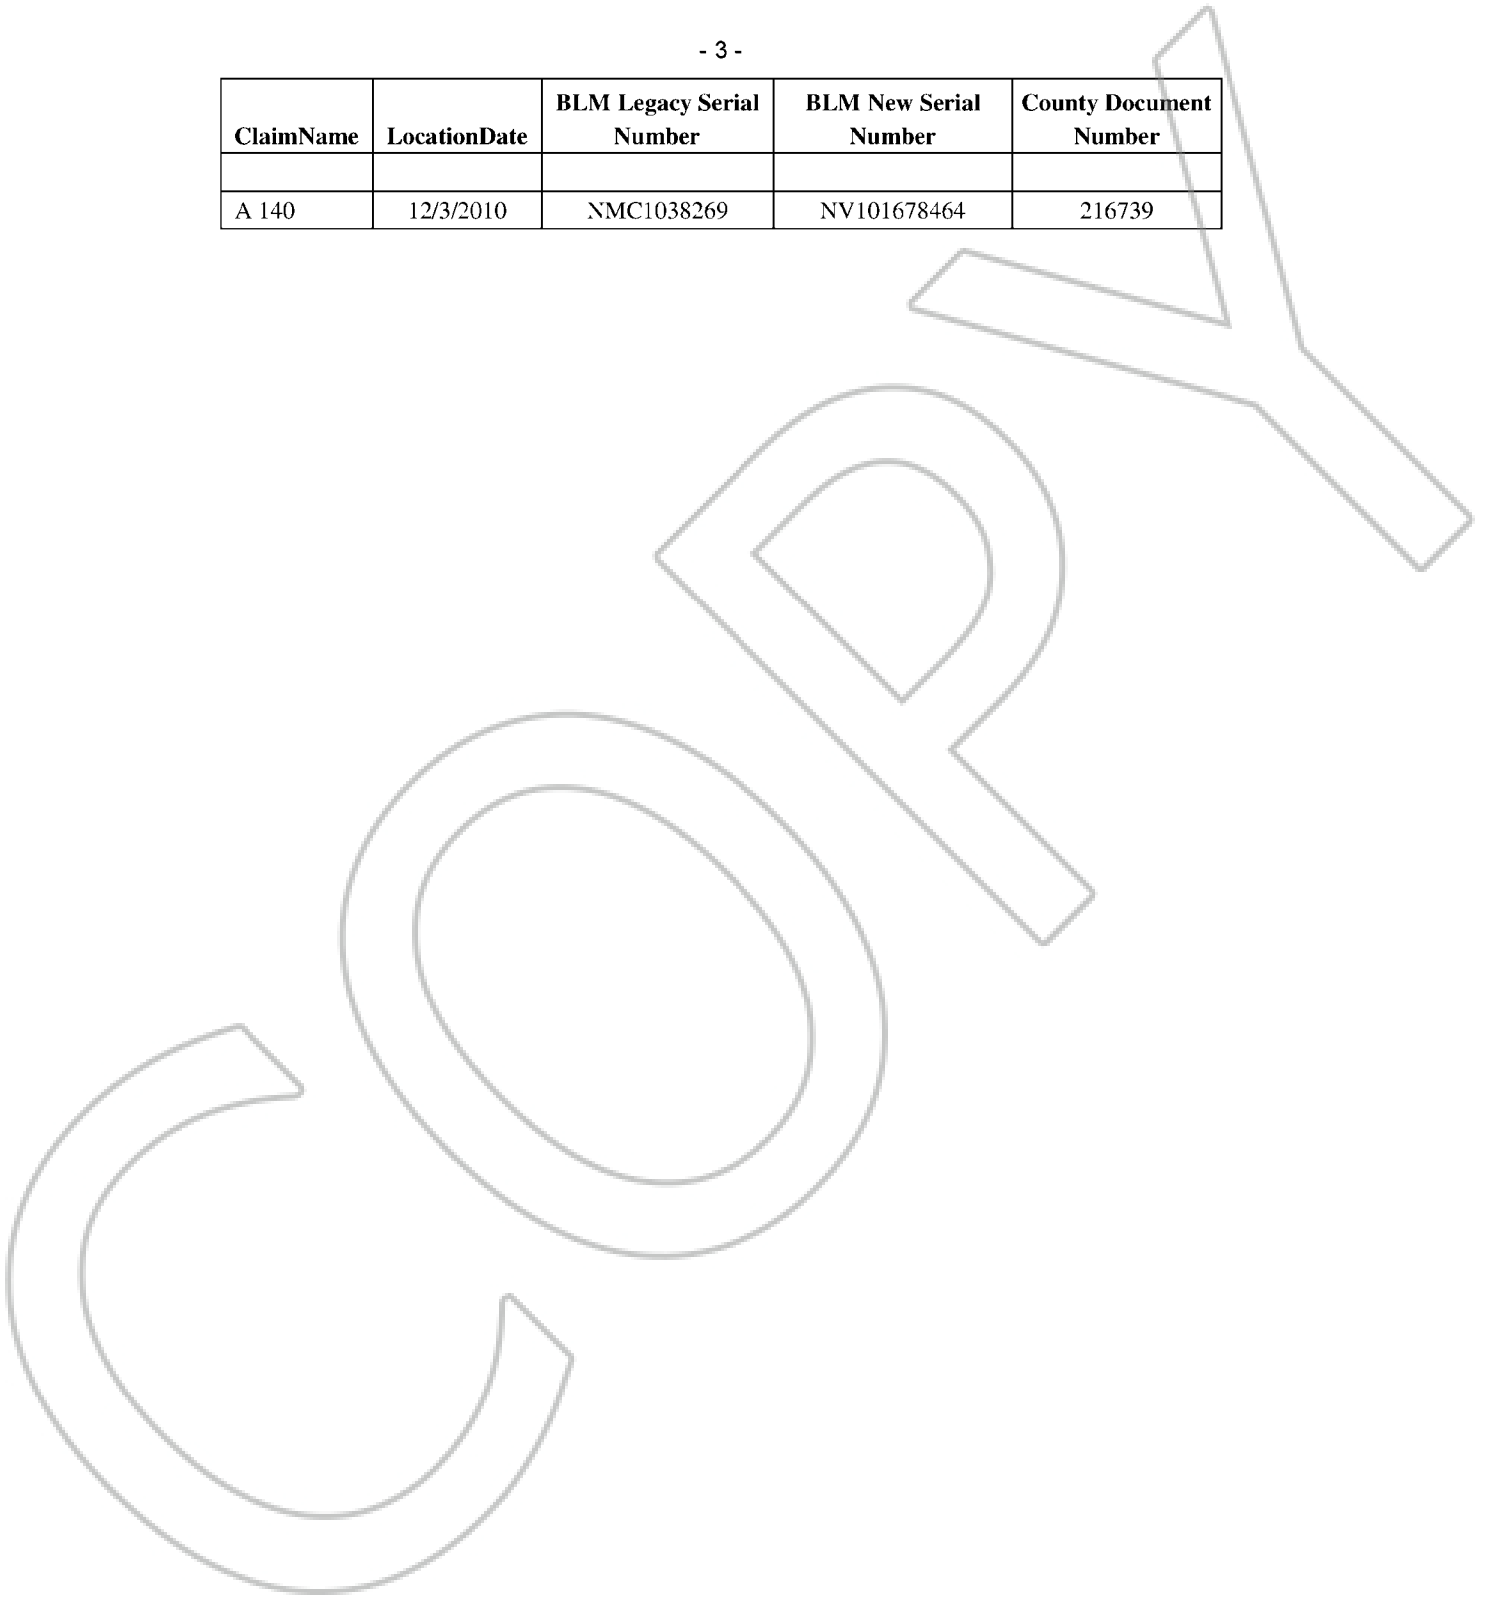 - 3 -
ClaimName LocationDate BLM Legacy Serial Number BLM New Serial Number County Document Number
A 140 12/3/2010 NMC1038269 NV101678464 216739
COPY